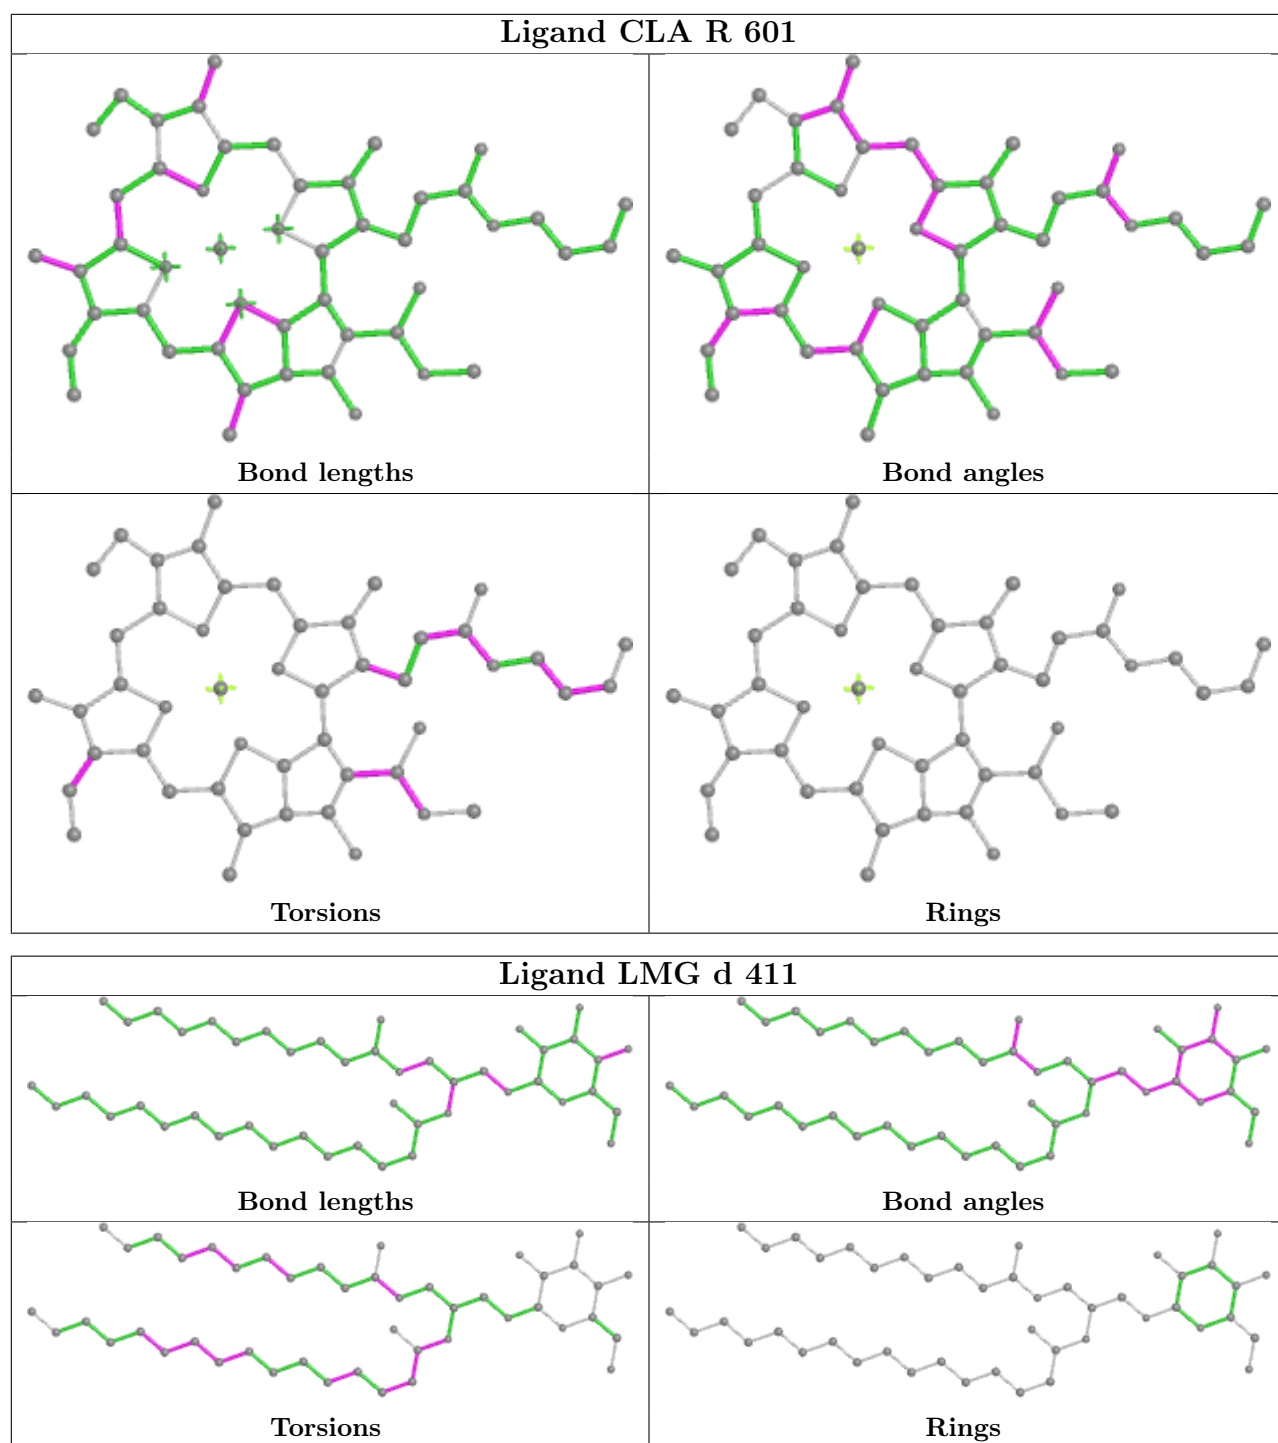 Ligand CLA R 601
Bond lengths
Bond angles
Torsions
Rings
Ligand LMG d 411
Bond lengths
Bond angles
Torsions
Rings